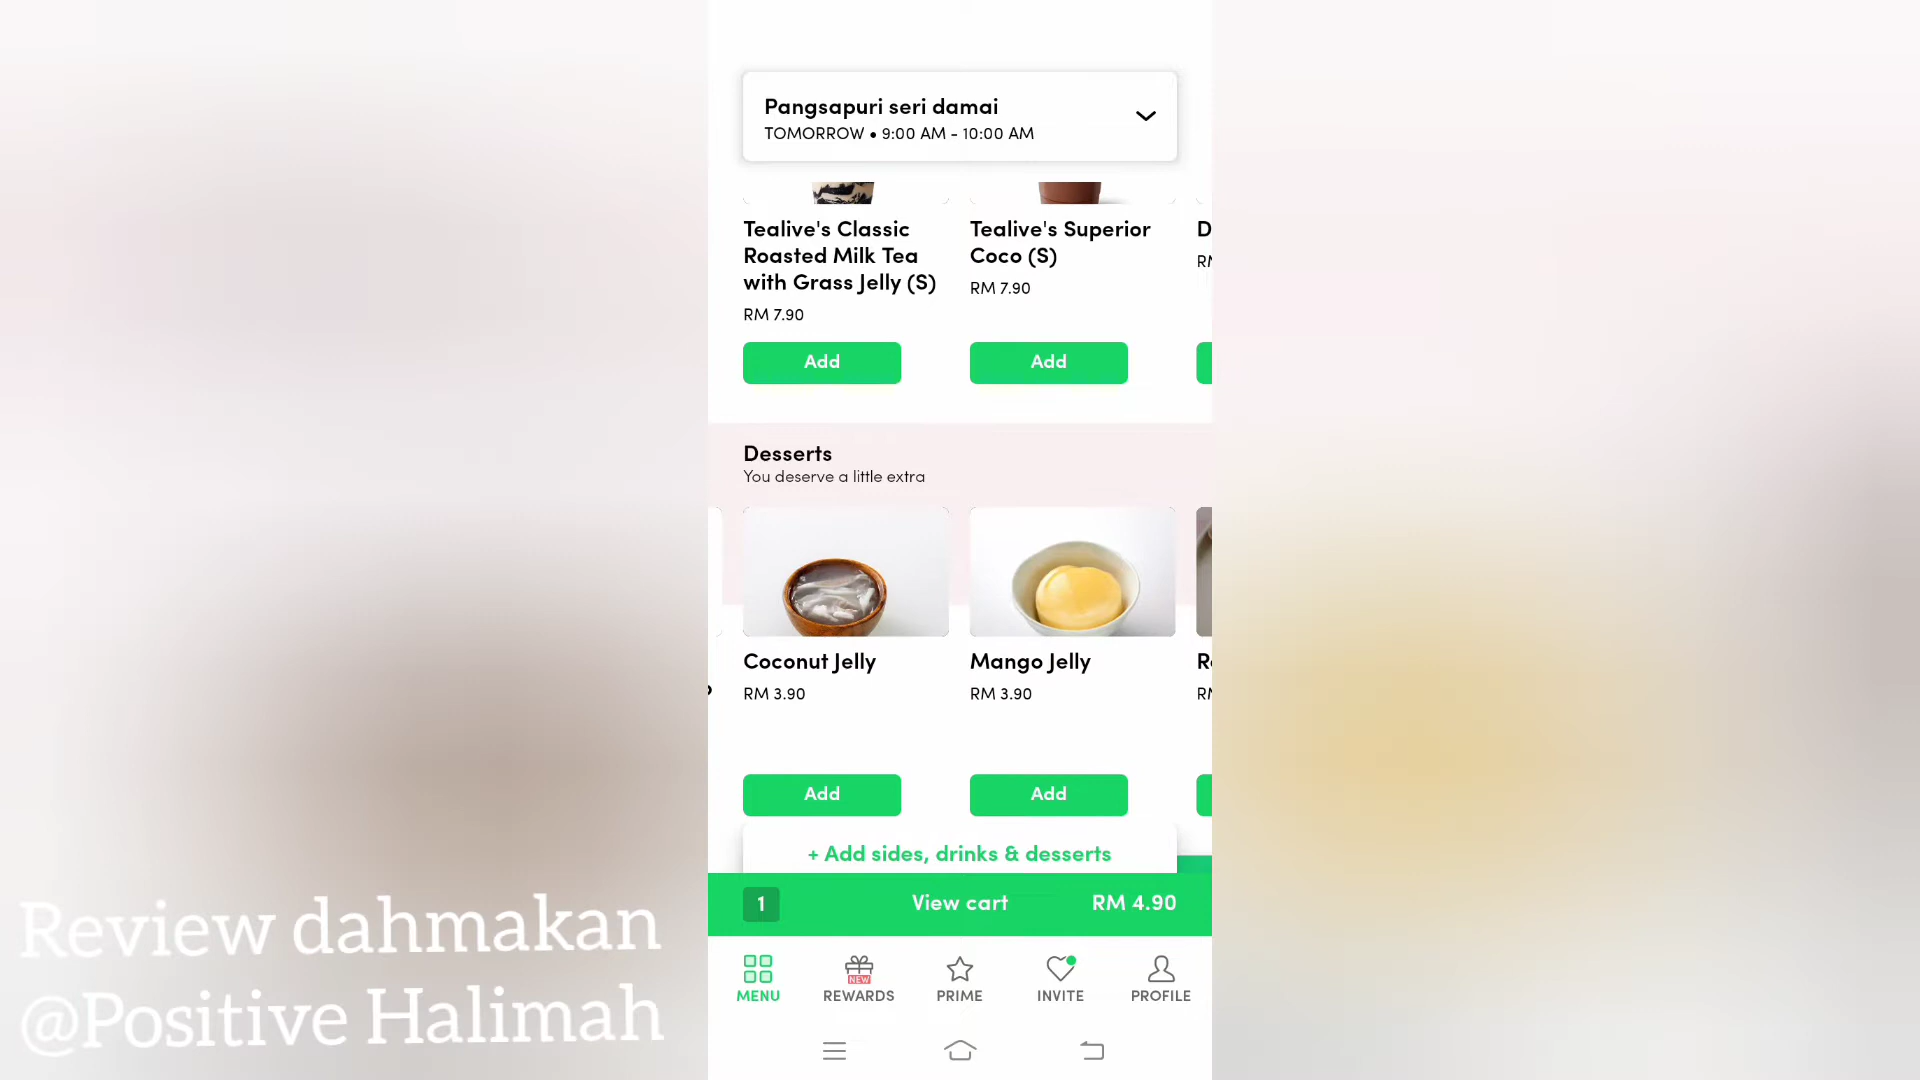 Pangsapuri seri damai
TOMORROW • 9:00 AM - 10:00 AM
Tealive's Classic
Roasted Milk Tea
with Grass Jelly (S)
RM 7.90
Add
Tealive's Superior
Coco (S)
RM 7.90
Add
Desserts
You deserve a little extra
Coconut Jelly
RM 3.90
Add
Mango Jelly
RM 3.90
Add
+ Add sides, drinks & desserts
1 View cart RM 4.90
NEW
MENU REWARDS PRIME INVITE PROFILE
Review dahmakan
@Positive Halimah